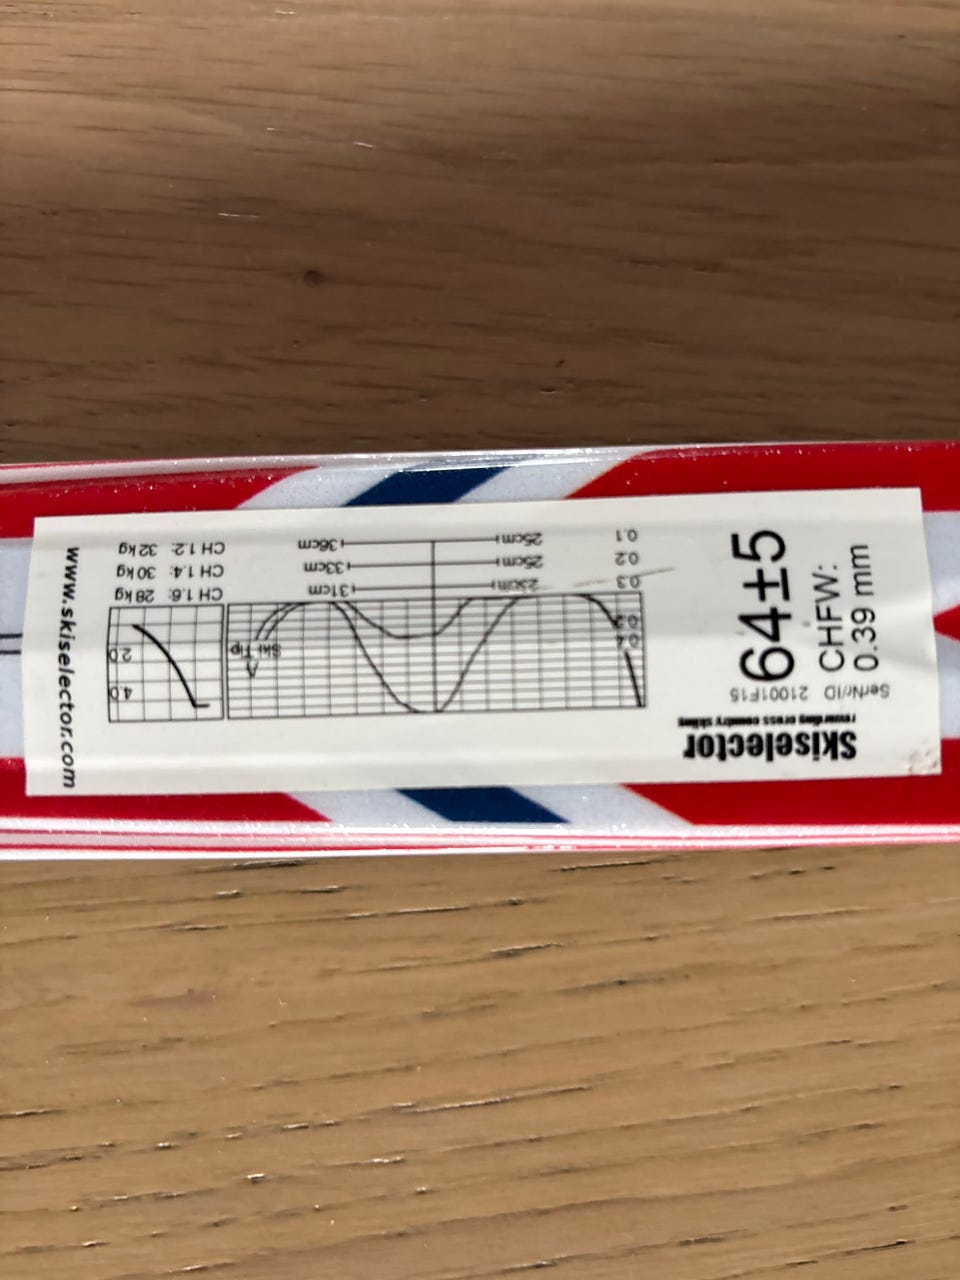 Skiselector
rewarding cross country skiing
SerNr/ID 21001F15
64±5
CHFW:
0.39 mm
0.4
0.2
Ski Tip
4.0
2.0
0.3 23cm 31cm
0.2 25cm 33cm
0.1 25cm 36cm
CH 1.6: 28 kg
CH 1.4: 30 kg
CH 1.2: 32 kg
www.skiselector.com